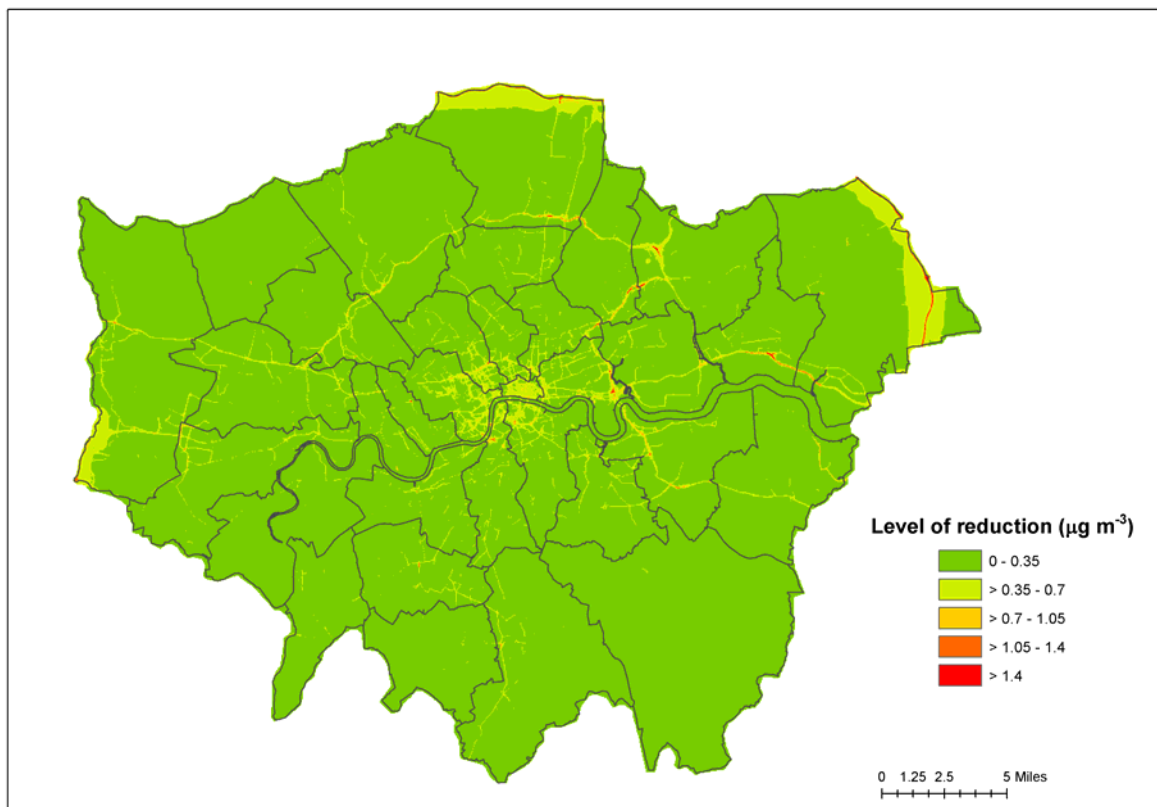 Level of reduction (µg m-3)
0 - 0.35
> 0.35 - 0.7
> 0.7 - 1.05
> 1.05 - 1.4
> 1.4
0 1.25 2.5 5 Miles